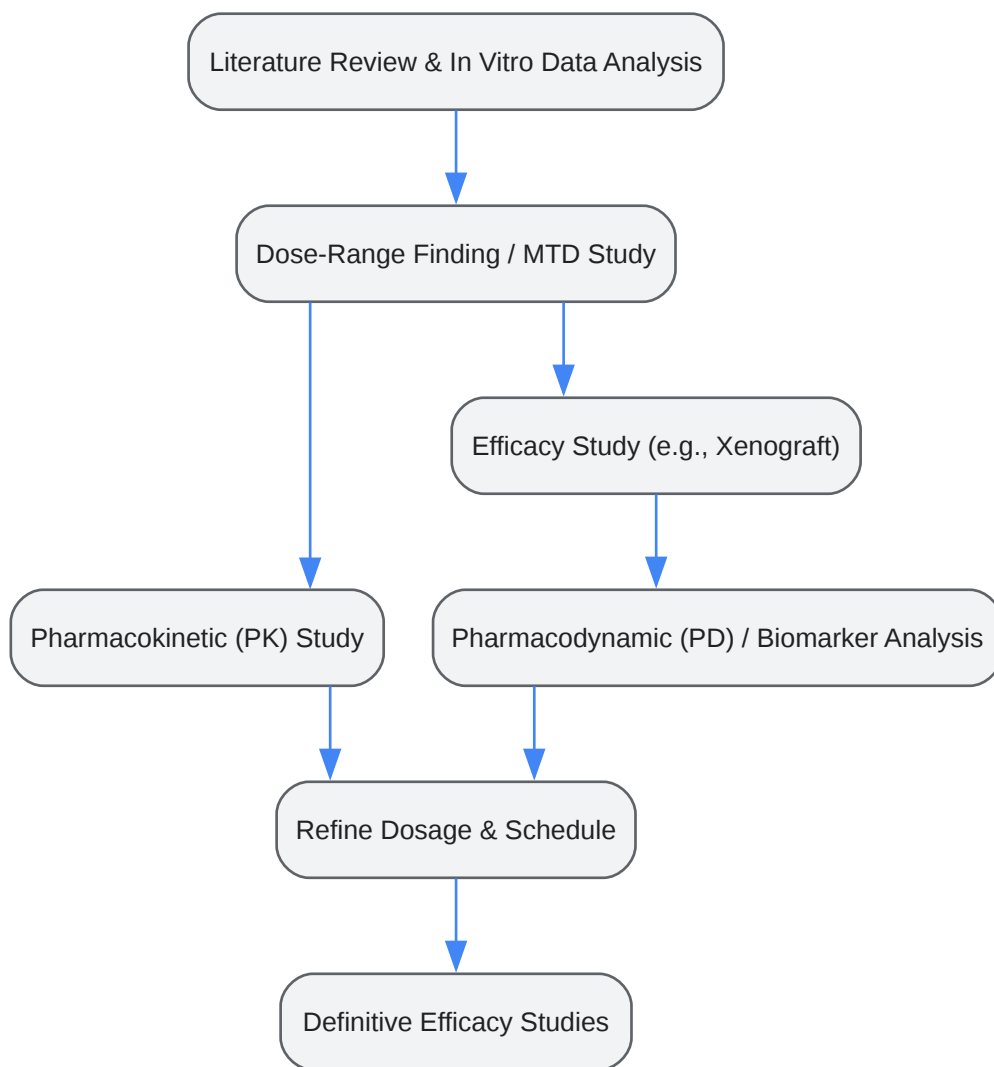 Literature Review & In Vitro Data Analysis
Dose-Range Finding / MTD Study
Efficacy Study (e.g., Xenograft)
Pharmacokinetic (PK) Study
Pharmacodynamic (PD) / Biomarker Analysis
Refine Dosage & Schedule
Definitive Efficacy Studies